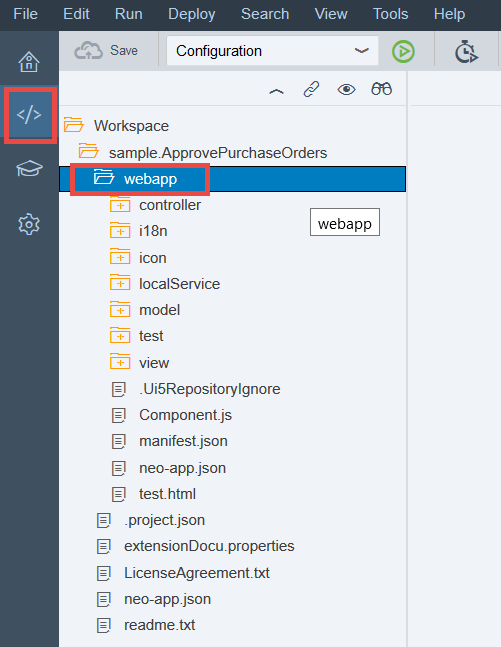 File Edit Run Deploy Search View Tools Help
Save Configuration
</>
Workspace
sample.ApprovePurchaseOrders
webapp
controller
webapp
i18n
icon
localService
model
test
view
.Ui5RepositoryIgnore
Component.js
manifest.json
neo-app.json
test.html
.project.json
extensionDocu.properties
LicenseAgreement.txt
neo-app.json
readme.txt